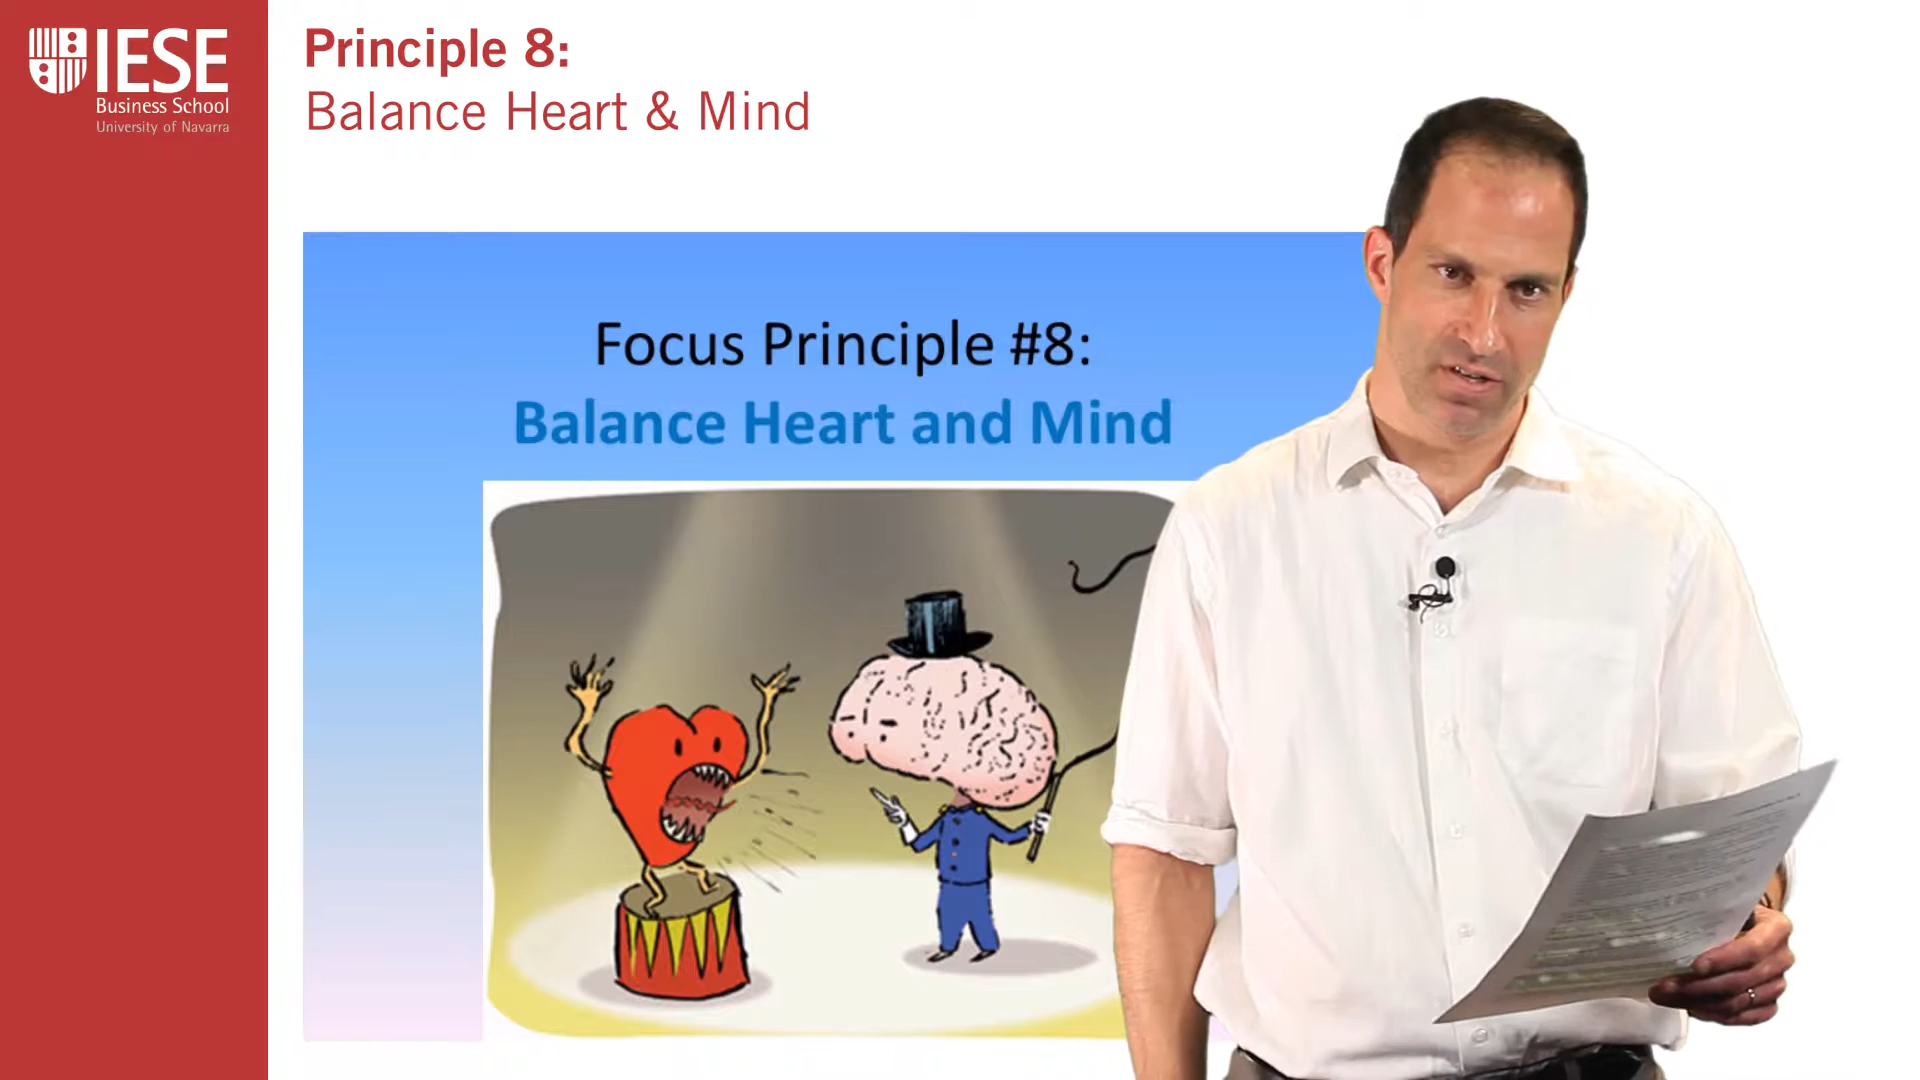 IESE
Business School
University of Navarra
Principle 8:
Balance Heart & Mind
Focus Principle #8:
Balance Heart and Mind